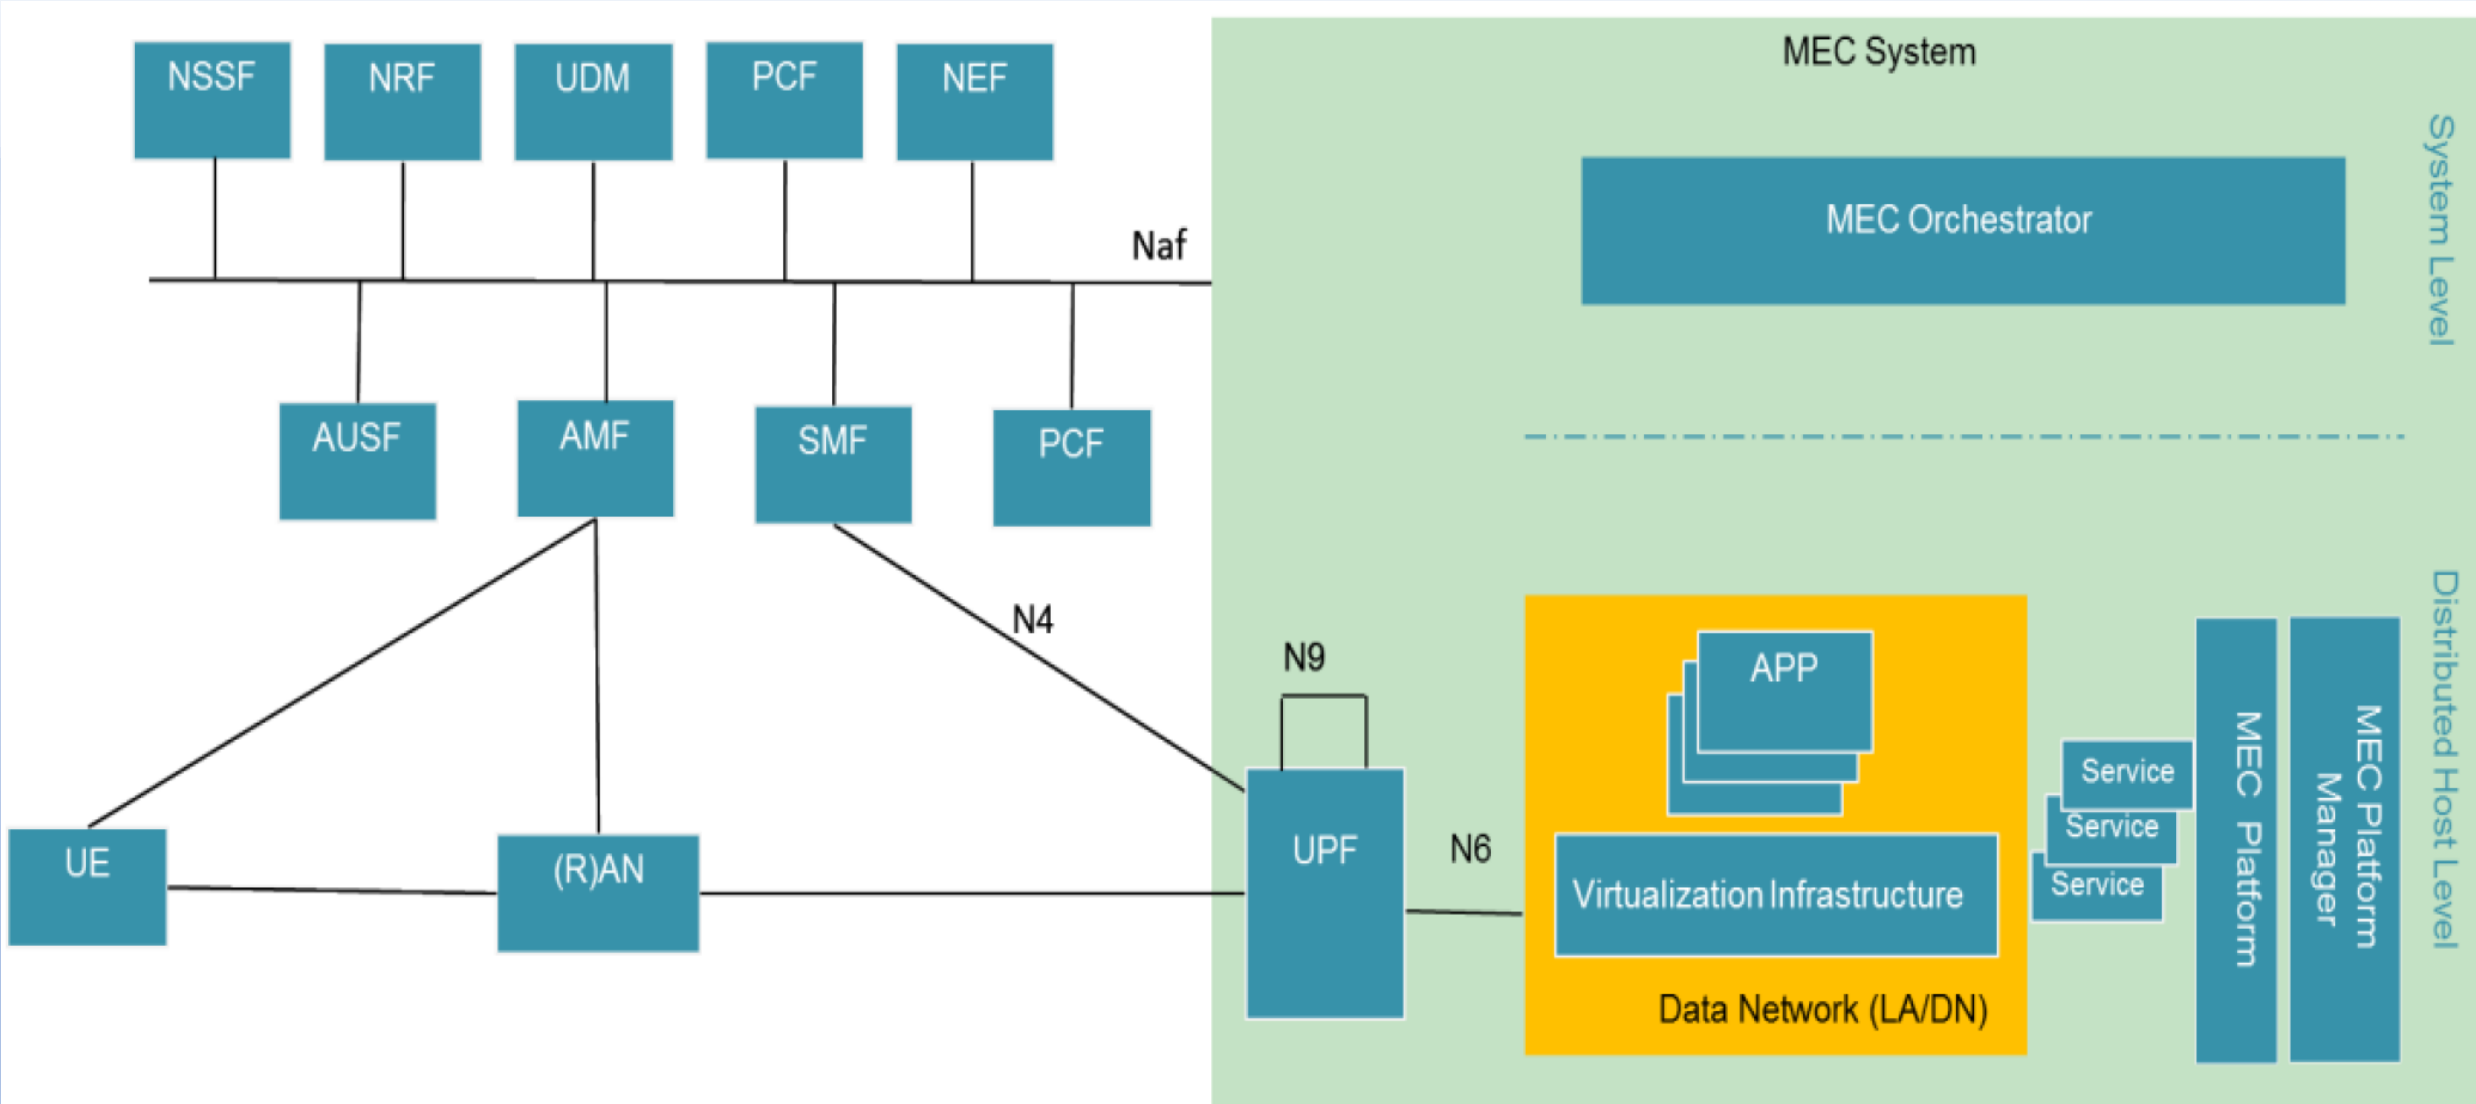 NSSF
NRF
UDM
PCF
NEF
Naf
AUSF
AMF
SMF
PCF
N4
UE
(R)AN
MEC System
MEC Orchestrator
System Level
N9
UPF
N6
APP
Virtualization Infrastructure
Data Network (LA/DN)
Service
Service
Service
MEC Platform
MEC Platform
Manager
Distributed Host Level